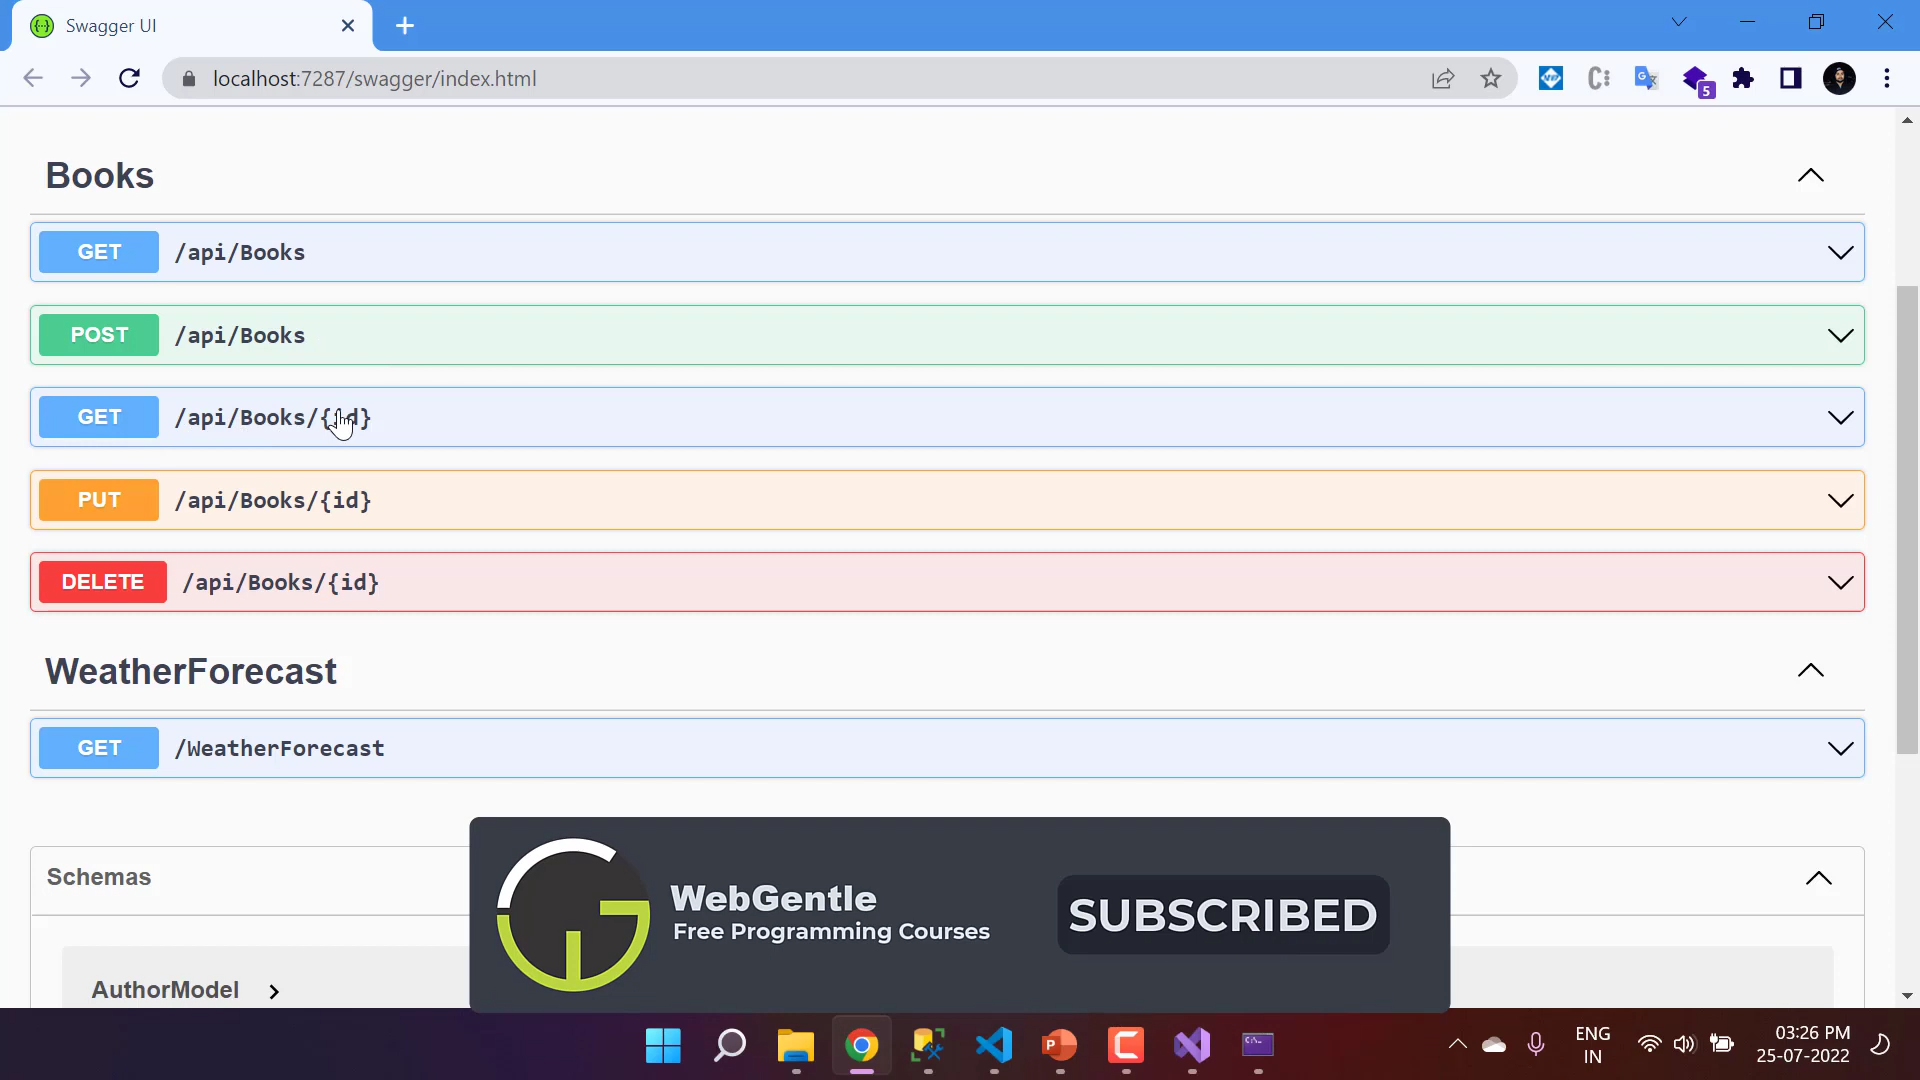 Swagger UI
localhost:7287/swagger/index.html
5
Books
GET /api/Books
POST /api/Books
GET /api/Books/{id}
PUT /api/Books/{id}
DELETE /api/Books/{id}
WeatherForecast
GET /WeatherForecast
Schemas
AuthorModel
WebGentle
Free Programming Courses
SUBSCRIBED
ENG
IN
03:26 PM
25-07-2022